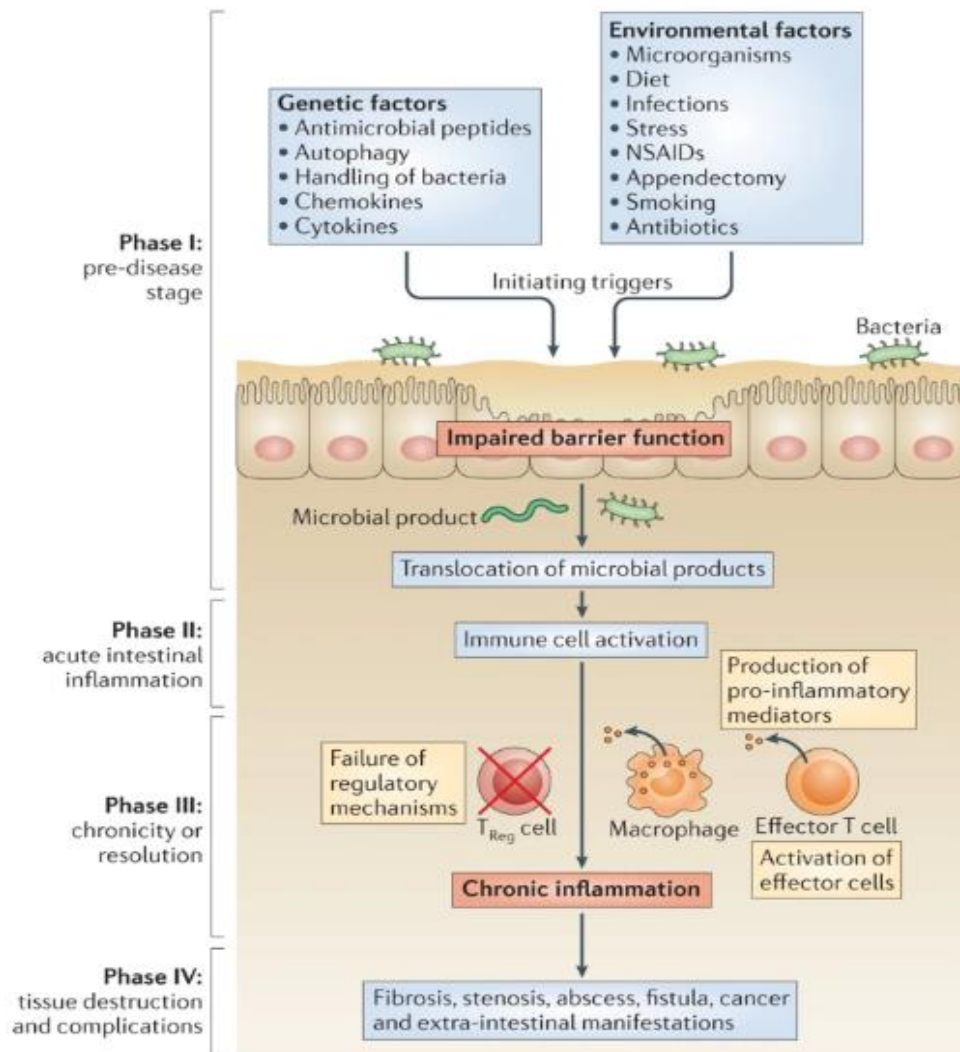 Environmental factors
• Microorganisms
• Diet
• Infections
• Stress
• NSAIDs
• Appendectomy
• Smoking
• Antibiotics
Genetic factors
• Antimicrobial peptides
• Autophagy
• Handling of bacteria
• Chemokines
• Cytokines
Phase I:
pre-disease
stage
Initiating triggers
Bacteria
Impaired barrier function
Microbial product
Translocation of microbial products
Phase II:
acute intestinal
inflammation
Immune cell activation
Production of
pro-inflammatory
mediators
Failure of
regulatory
mechanisms
Phase III:
chronicity or
resolution
TReg cell
Macrophage
Effector T cell
Activation of
effector cells
Chronic inflammation
Phase IV:
tissue destruction
and complications
Fibrosis, stenosis, abscess, fistula, cancer
and extra-intestinal manifestations